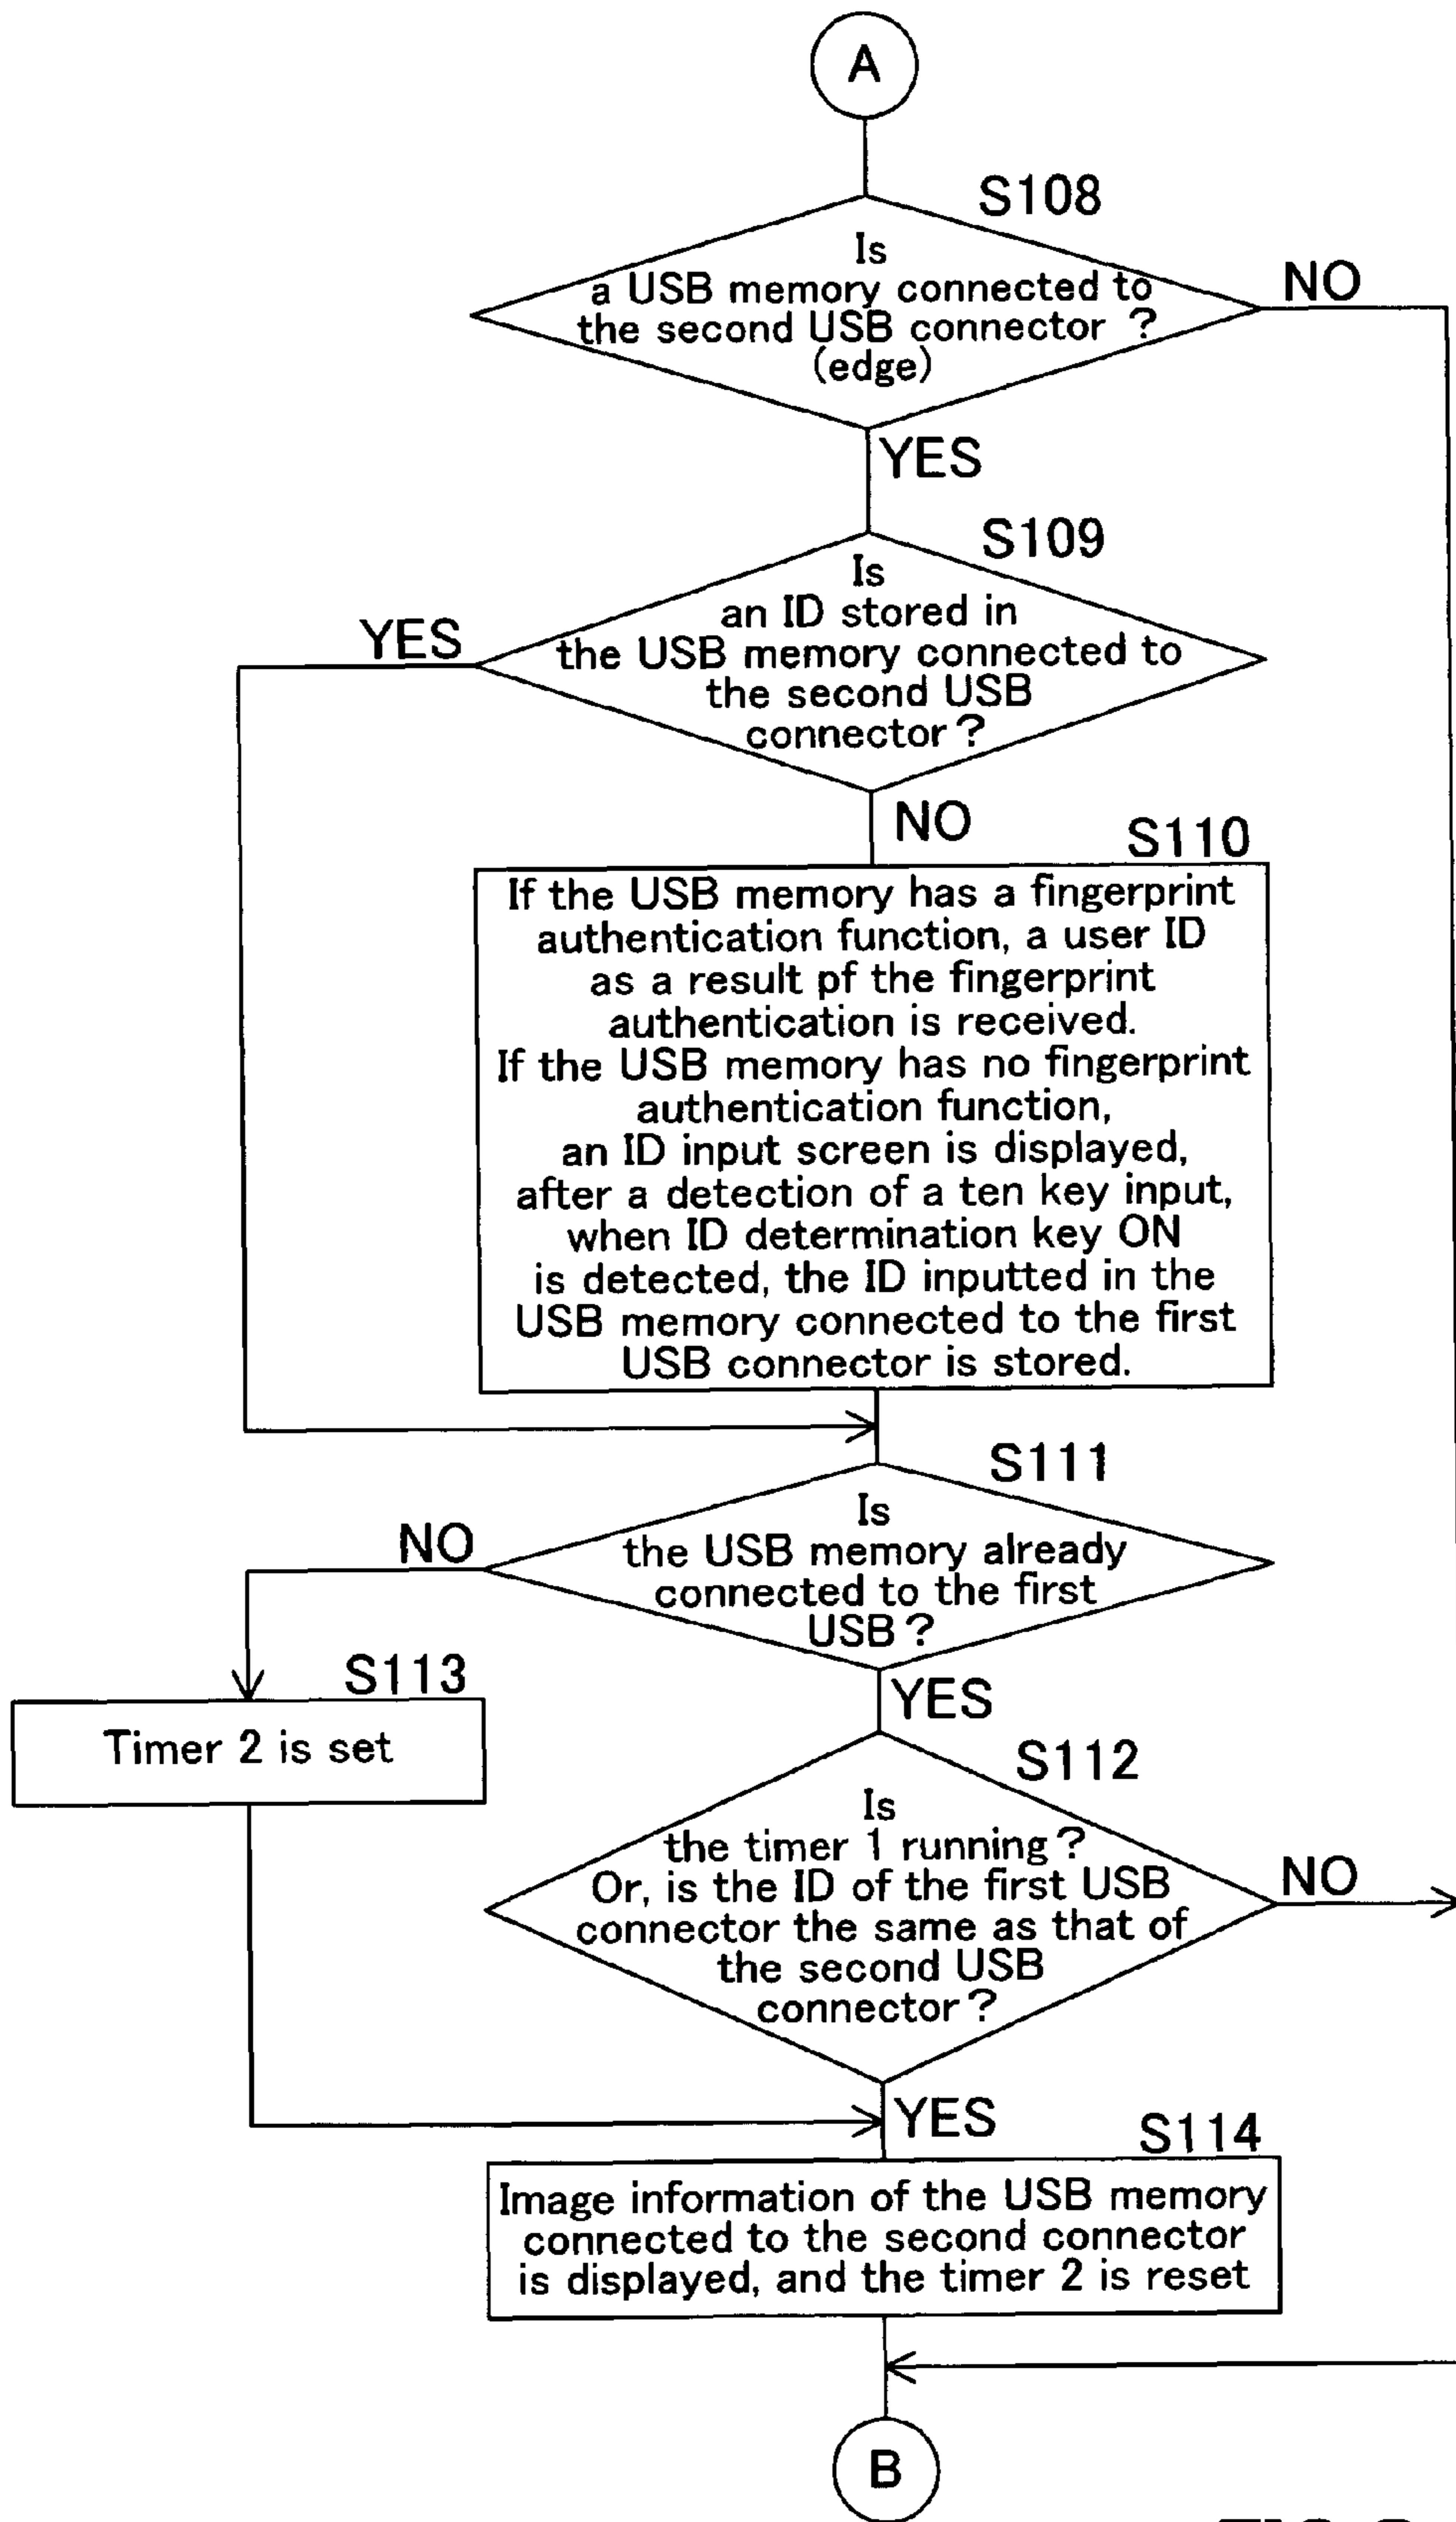 A
S108
Is
a USB memory connected to
the second USB connector ?
(edge)
NO
YES
S109
Is
an ID stored in
the USB memory connected to
the second USB
connector ?
YES
NO
S110
If the USB memory has a fingerprint
authentication function, a user ID
as a result pf the fingerprint
authentication is received.
If the USB memory has no fingerprint
authentication function,
an ID input screen is displayed,
after a detection of a ten key input,
when ID determination key ON
is detected, the ID inputted in the
USB memory connected to the first
USB connector is stored.
S111
Is
the USB memory already
connected to the first
USB ?
NO
YES
S113
Timer 2 is set
S112
Is
the timer 1 running ?
Or, is the ID of the first USB
connector the same as that of
the second USB
connector ?
NO
YES
S114
Image information of the USB memory
connected to the second connector
is displayed, and the timer 2 is reset
B